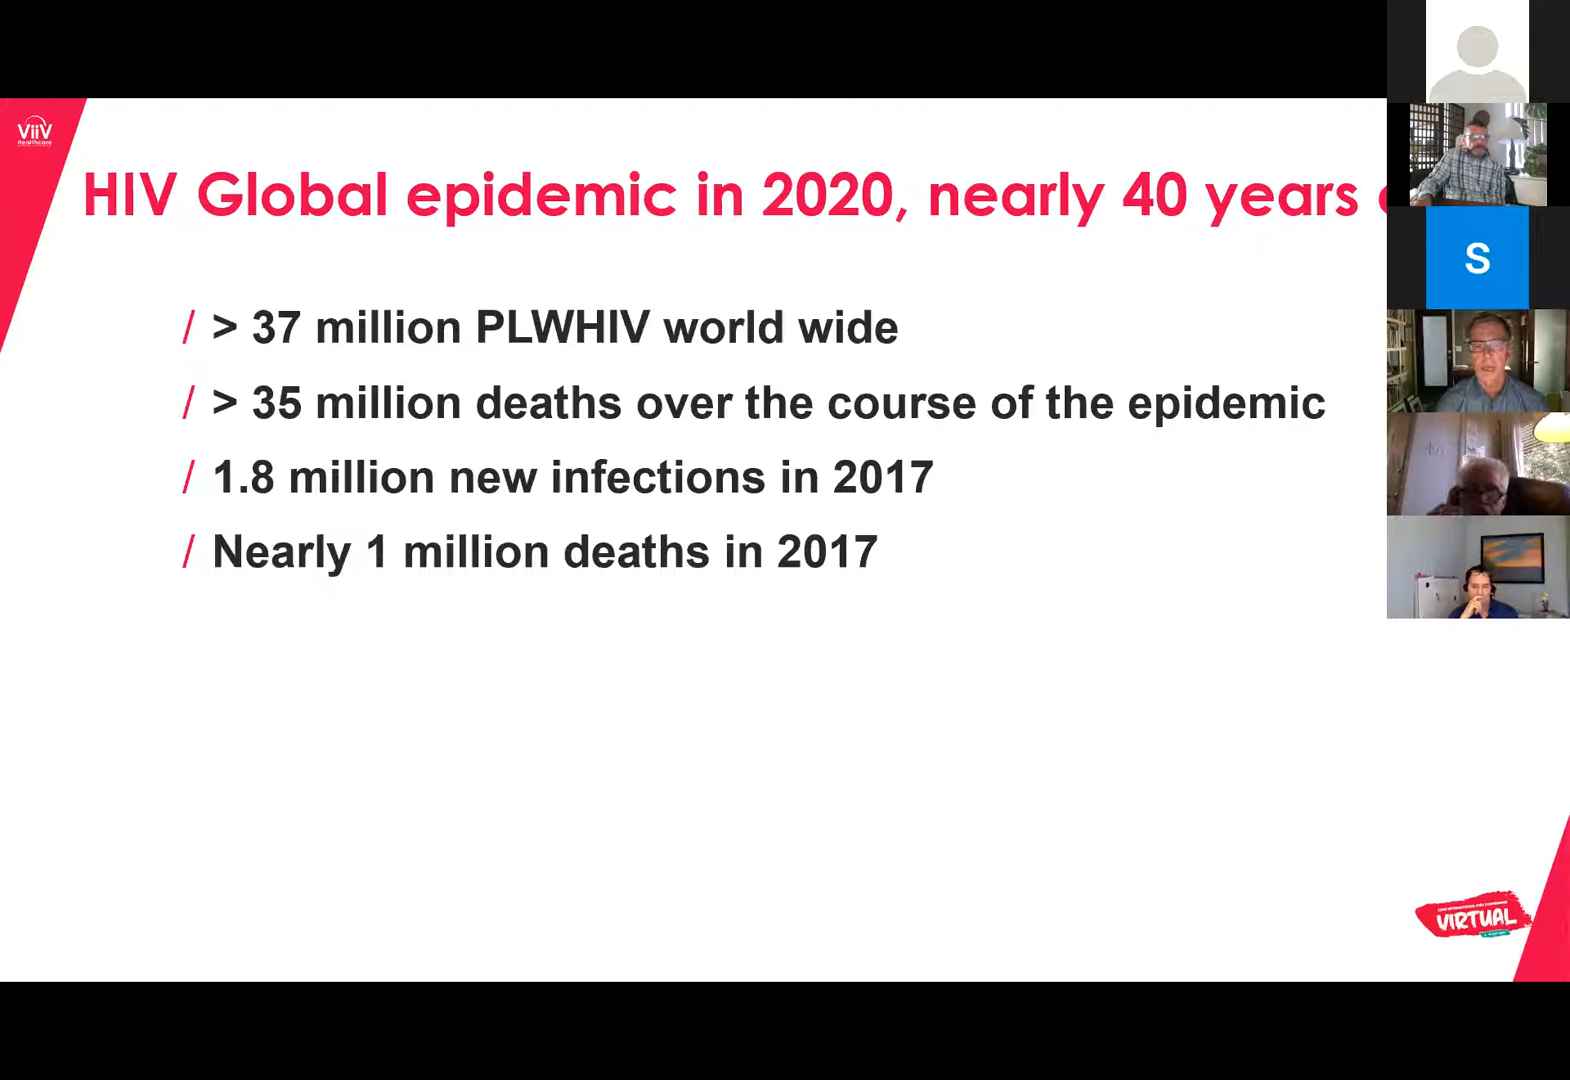 ViiV
Healthcare
HIV Global epidemic in 2020, nearly 40 years
/ > 37 million PLWHIV world wide
/ > 35 million deaths over the course of the epidemic
/ 1.8 million new infections in 2017
/ Nearly 1 million deaths in 2017
S
VIRTUAL